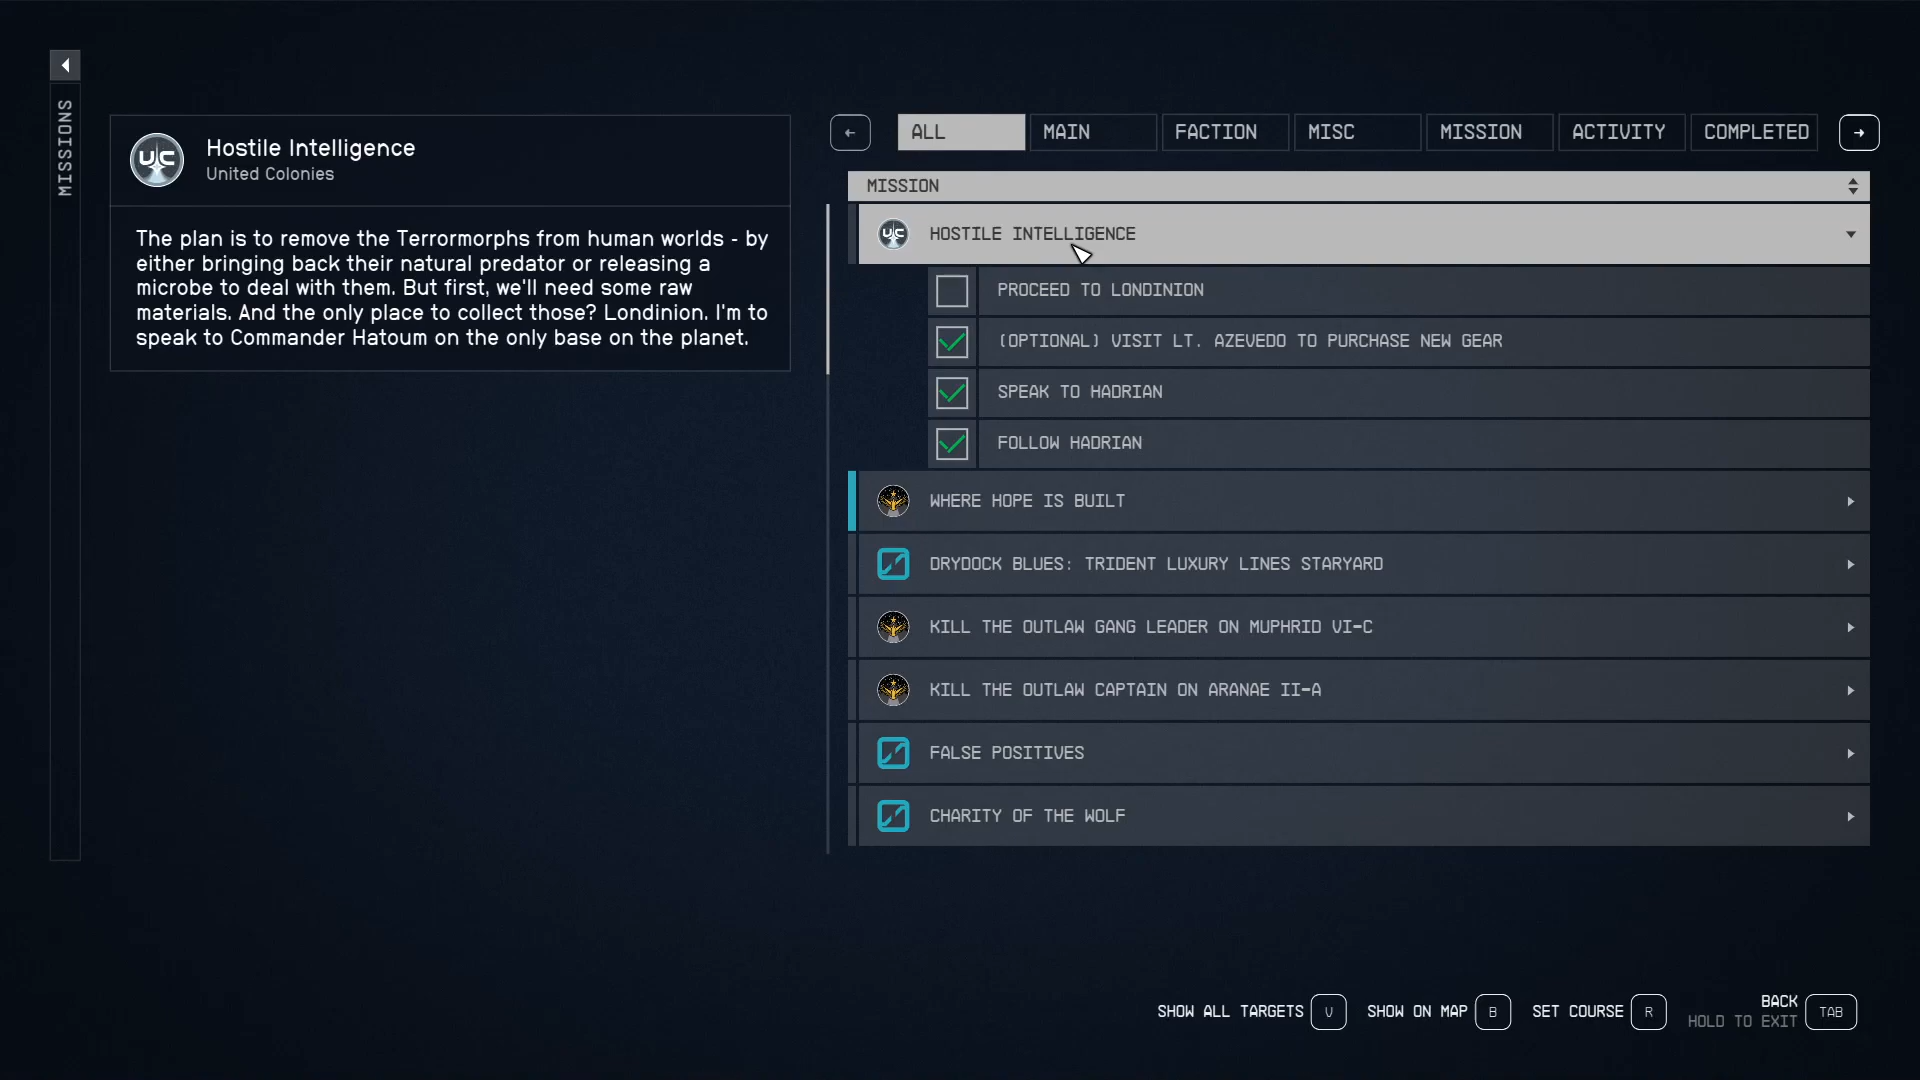 MISSIONS
UC
Hostile Intelligence
United Colonies
The plan is to remove the Terrormorphs from human worlds - by
either bringing back their natural predator or releasing a
microbe to deal with them. But first, we'll need some raw
materials. And the only place to collect those? Londinion. I'm to
speak to Commander Hatoum on the only base on the planet.
ALL MAIN FACTION MISC MISSION ACTIVITY COMPLETED
MISSION
UC HOSTILE INTELLIGENCE
PROCEED TO LONDINION
(OPTIONAL) VISIT LT. AZEVEDO TO PURCHASE NEW GEAR
SPEAK TO HADRIAN
FOLLOW HADRIAN
WHERE HOPE IS BUILT
DRYDOCK BLUES: TRIDENT LUXURY LINES STARYARD
KILL THE OUTLAW GANG LEADER ON MUPHRID VI-C
KILL THE OUTLAW CAPTAIN ON ARANAE II-A
FALSE POSITIVES
CHARITY OF THE WOLF
SHOW ALL TARGETS V SHOW ON MAP B SET COURSE R BACK TAB
HOLD TO EXIT